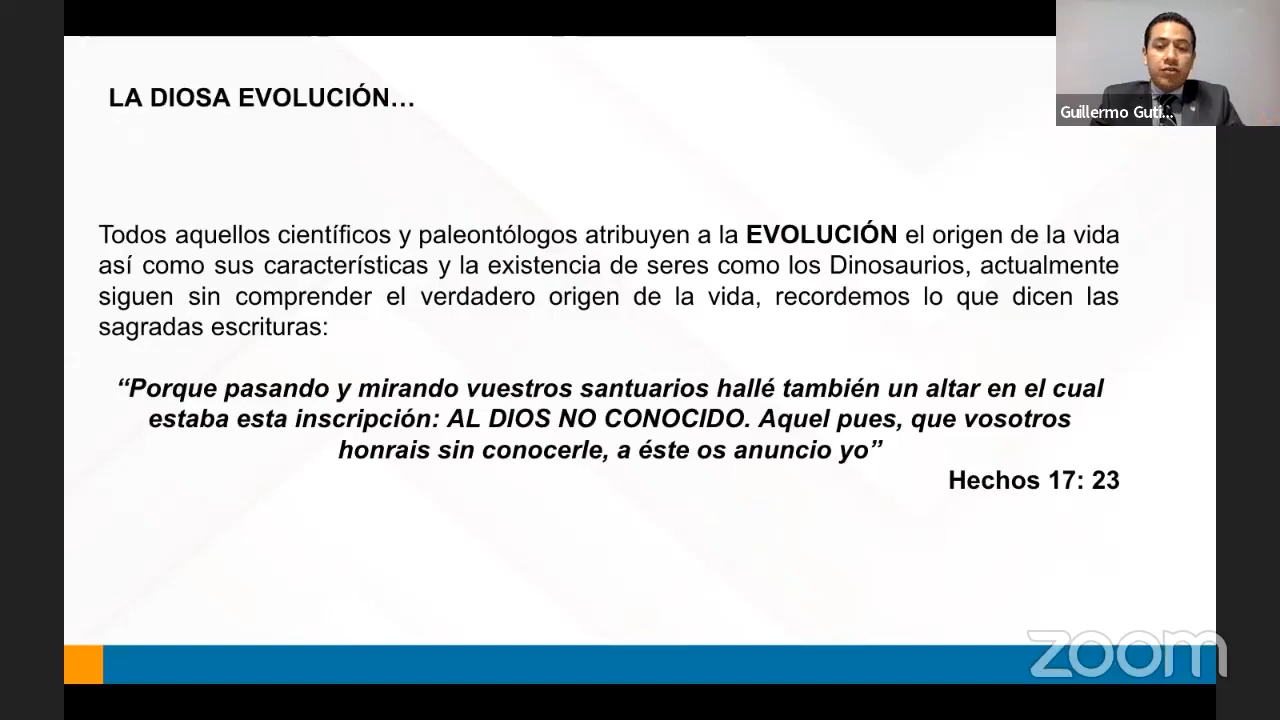 LA DIOSA EVOLUCIÓN...
Guillermo Guti...
Todos aquellos científicos y paleontólogos atribuyen a la EVOLUCIÓN el origen de la vida
así como sus características y la existencia de seres como los Dinosaurios, actualmente
siguen sin comprender el verdadero origen de la vida, recordemos lo que dicen las
sagradas escrituras:
“Porque pasando y mirando vuestros santuarios hallé también un altar en el cual
estaba esta inscripción: AL DIOS NO CONOCIDO. Aquel pues, que vosotros
honrais sin conocerle, a éste os anuncio yo”
Hechos 17: 23
zoom